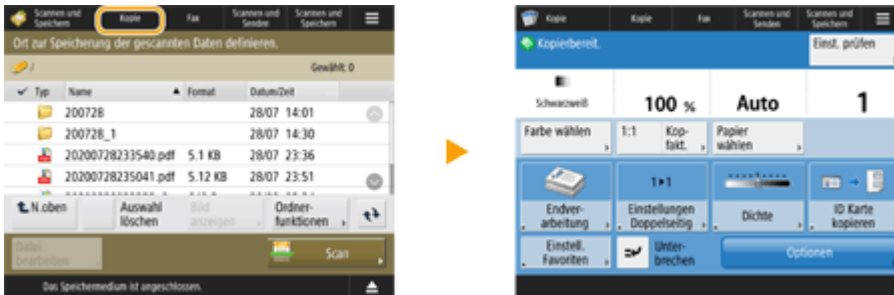 Scannen und Speichern
Kopie
Fax
Scannen und Senden
Scannen und Speichern
Ort zur Speicherung der gescannten Daten definieren.
/
Gewählt: 0
Typ Name Format Datum/Zeit
200728 28/07 14:01
200728_1 28/07 14:30
20200728233540.pdf 5.1 KB 28/07 23:36
20200728235041.pdf 5.12 KB 28/07 23:51
N.oben
Auswahl löschen
Bild anzeigen
Ordner-
funktionen
Datei bearbeiten
Scan
Das Speichermedium ist angeschlossen.
Kopie
Kopie
Fax
Scannen und Senden
Scannen und Speichern
Kopierbereit.
Einst. prüfen
Schwarzweiß
100 %
Auto
1
Farbe wählen
1:1
Kop-
fakt.
Papier wählen
1▸1
Endver-
arbeitung
Einstellungen Doppelseitig
Dichte
ID Karte kopieren
Einstell. Favoriten
Unter-
brechen
Optionen